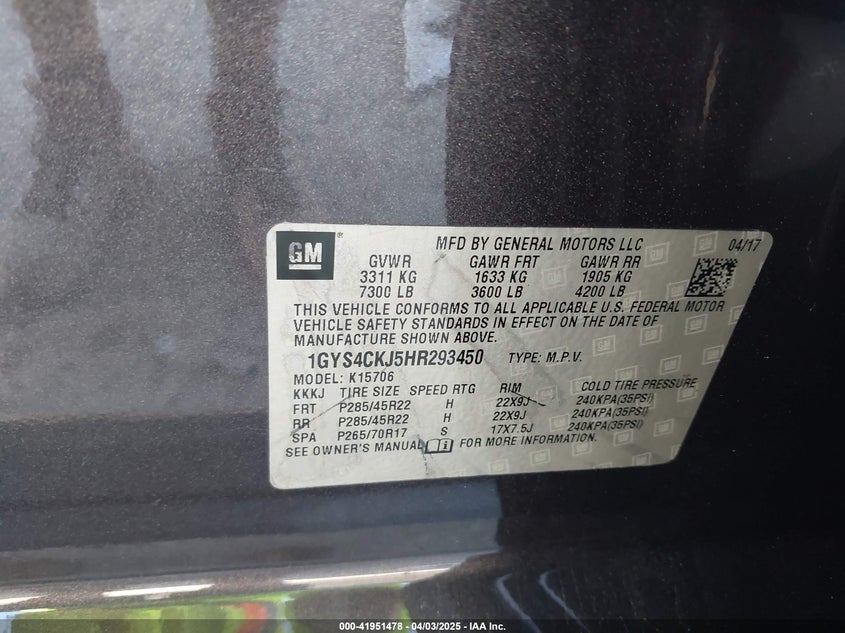 GM ®
MFD BY GENERAL MOTORS LLC 04/17
GVWR GAWR FRT GAWR RR
3311 KG 1633 KG 1905 KG
7300 LB 3600 LB 4200 LB
THIS VEHICLE CONFORMS TO ALL APPLICABLE U.S. FEDERAL MOTOR
VEHICLE SAFETY STANDARDS IN EFFECT ON THE DATE OF
MANUFACTURE SHOWN ABOVE.
1GYS4CKJ5HR293450 TYPE: M.P.V.
MODEL: K15706
KKKJ TIRE SIZE SPEED RTG RIM COLD TIRE PRESSURE
FRT P285/45R22 H 22X9J 240KPA(35PSI)
RR P285/45R22 H 22X9J 240KPA(35PSI)
SPA P265/70R17 S 17X7.5J 240KPA(35PSI)
SEE OWNER'S MANUAL i FOR MORE INFORMATION.
000-41951478 - 04/03/2025 - IAA Inc.